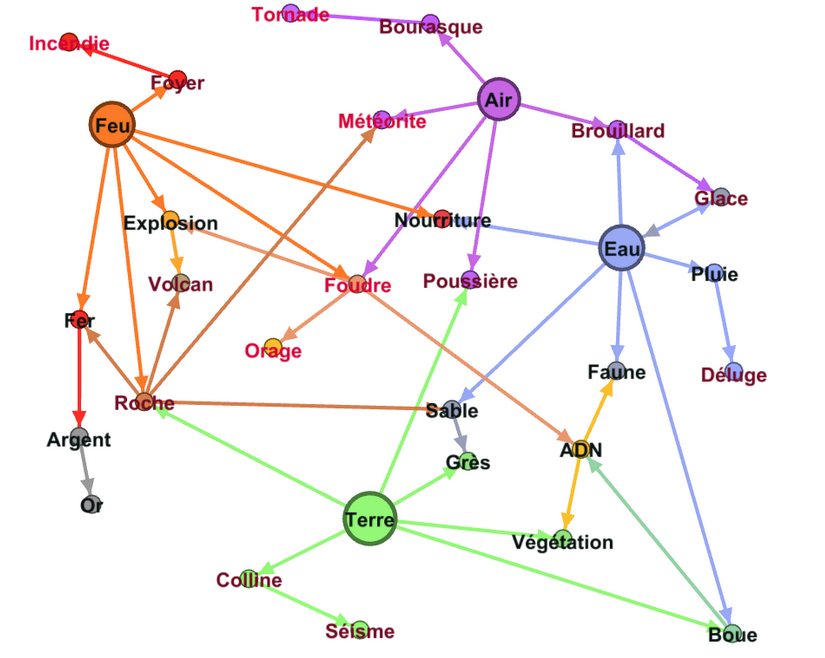 Tornade
Bourasque
Incendie
Foyer
Air
Météorite
Feu
Brouillard
Glace
Explosion
Nourriture
Eau
Volcan
Foudre
Poussière
Pluie
Fer
Orage
Faune
Déluge
Roche
Sable
Argent
Grès
ADN
Or
Terre
Végétation
Colline
Séisme
Boue